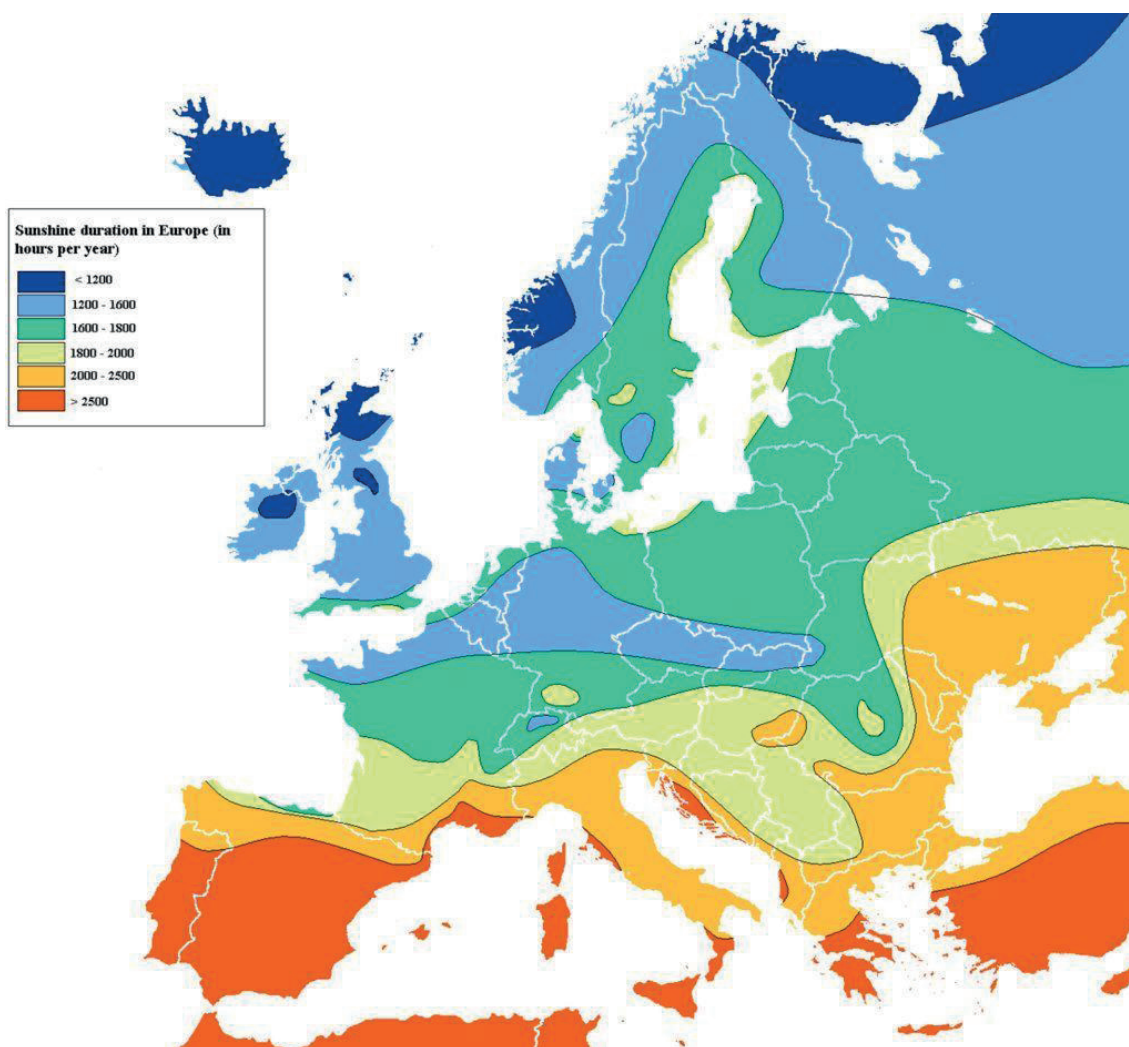 Sunshine duration in Europe (in
hours per year)
< 1200
1200 - 1600
1600 - 1800
1800 - 2000
2000 - 2500
> 2500